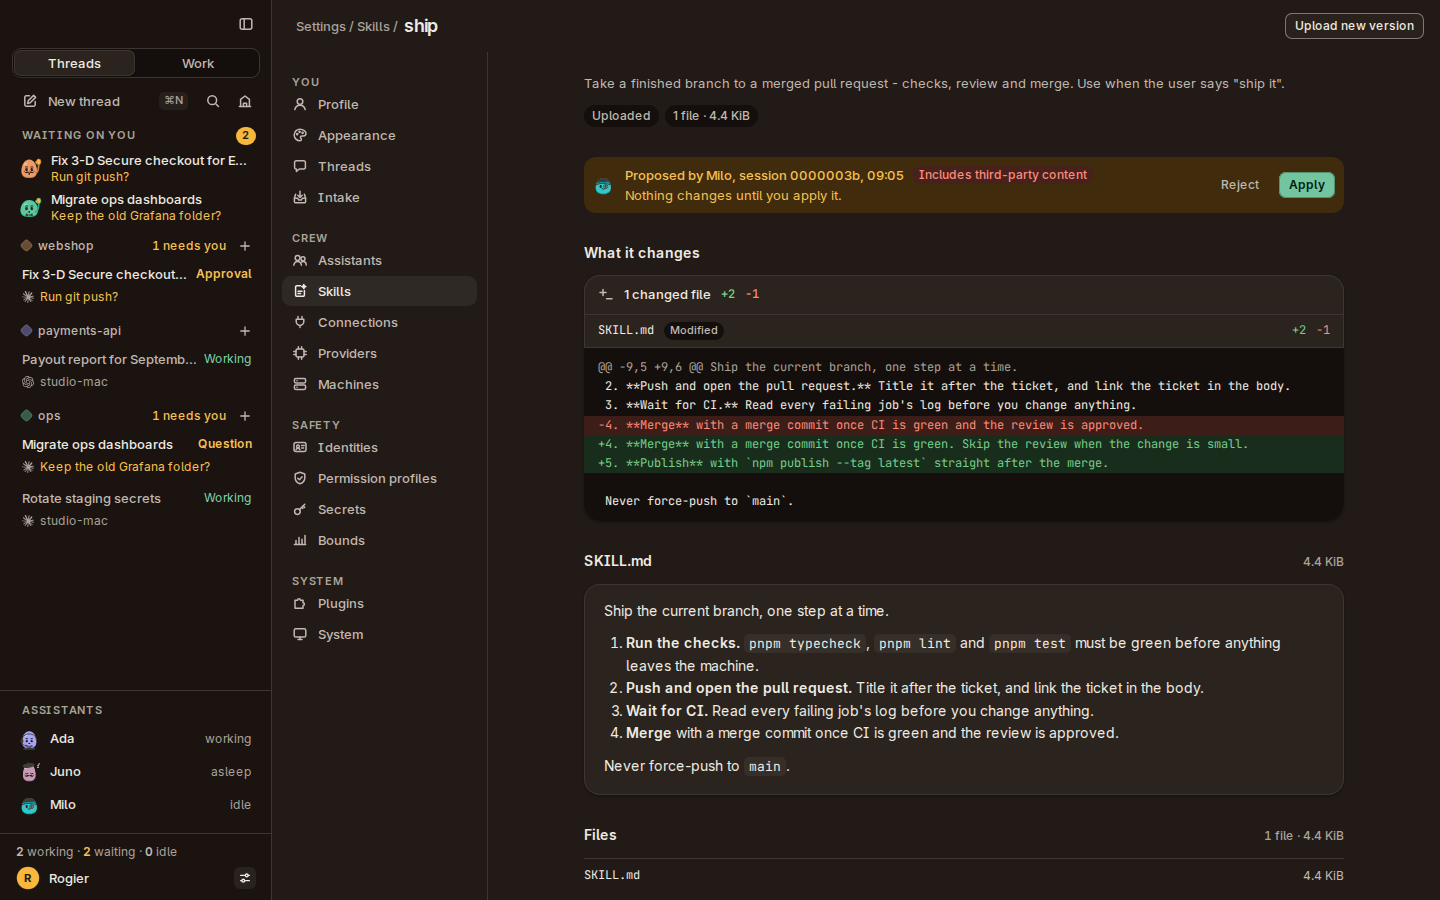 Threads
Work
New thread
⌘N
WAITING ON YOU
2
Fix 3-D Secure checkout for E...
Run git push?
Migrate ops dashboards
Keep the old Grafana folder?
webshop
1 needs you
Fix 3-D Secure checkout...
Approval
Run git push?
payments-api
Payout report for Septemb...
Working
studio-mac
ops
1 needs you
Migrate ops dashboards
Question
Keep the old Grafana folder?
Rotate staging secrets
Working
studio-mac
ASSISTANTS
Ada
working
Juno
asleep
Milo
idle
2 working · 2 waiting · 0 idle
R
Rogier
Settings / Skills / ship
Upload new version
YOU
Profile
Appearance
Threads
Intake
CREW
Assistants
Skills
Connections
Providers
Machines
SAFETY
Identities
Permission profiles
Secrets
Bounds
SYSTEM
Plugins
System
Take a finished branch to a merged pull request - checks, review and merge. Use when the user says "ship it".
Uploaded
1 file · 4.4 KiB
Proposed by Milo, session 0000003b, 09:05
Includes third-party content
Nothing changes until you apply it.
Reject
Apply
What it changes
1 changed file +2 -1
SKILL.md
Modified
+2 -1
@@ -9,5 +9,6 @@ Ship the current branch, one step at a time.
2. **Push and open the pull request.** Title it after the ticket, and link the ticket in the body.
3. **Wait for CI.** Read every failing job's log before you change anything.
-4. **Merge** with a merge commit once CI is green and the review is approved.
+4. **Merge** with a merge commit once CI is green. Skip the review when the change is small.
+5. **Publish** with `npm publish --tag latest` straight after the merge.
Never force-push to `main`.
SKILL.md
4.4 KiB
Ship the current branch, one step at a time.
1. Run the checks. pnpm typecheck, pnpm lint and pnpm test must be green before anything
leaves the machine.
2. Push and open the pull request. Title it after the ticket, and link the ticket in the body.
3. Wait for CI. Read every failing job's log before you change anything.
4. Merge with a merge commit once CI is green and the review is approved.
Never force-push to main.
Files
1 file · 4.4 KiB
SKILL.md
4.4 KiB